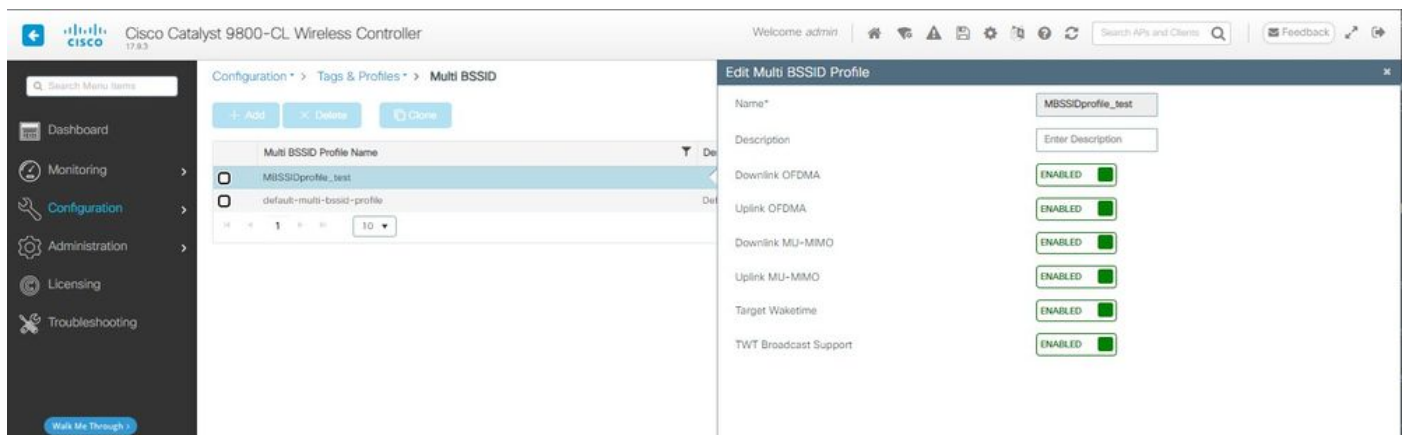 CISCO
Cisco Catalyst 9800-CL Wireless Controller
17.9.3
Welcome admin
Search APs and Clients
Feedback
Search Menu Items
Dashboard
Monitoring
Configuration
Administration
Licensing
Troubleshooting
Walk Me Through >
Configuration > Tags & Profiles > Multi BSSID
+ Add
× Delete
Clone
Multi BSSID Profile Name
De
MBSSIDprofile_test
default-multi-bssid-profile
Def
1
10
Edit Multi BSSID Profile
Name*
MBSSIDprofile_test
Description
Enter Description
Downlink OFDMA
ENABLED
Uplink OFDMA
ENABLED
Downlink MU-MIMO
ENABLED
Uplink MU-MIMO
ENABLED
Target Waketime
ENABLED
TWT Broadcast Support
ENABLED